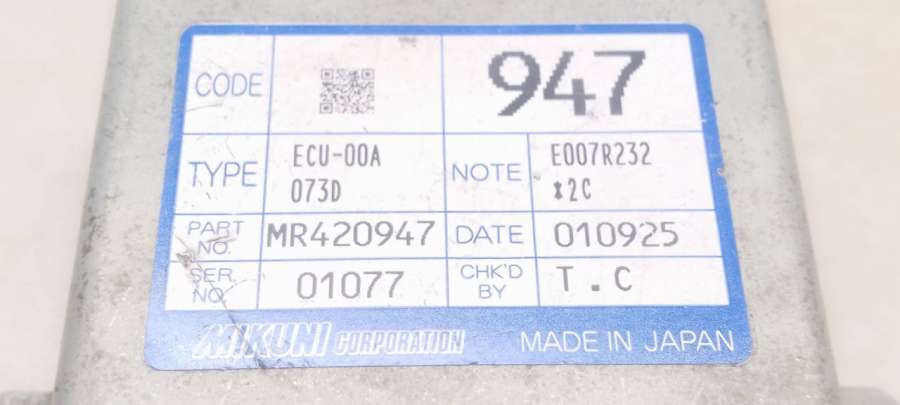 CODE 947
TYPE ECU-00A 073D NOTE E007R232 *2C
PART NO. MR420947 DATE 010925
SER. NO. 01077 CHK'D BY T.C
MIKUNI CORPORATION MADE IN JAPAN